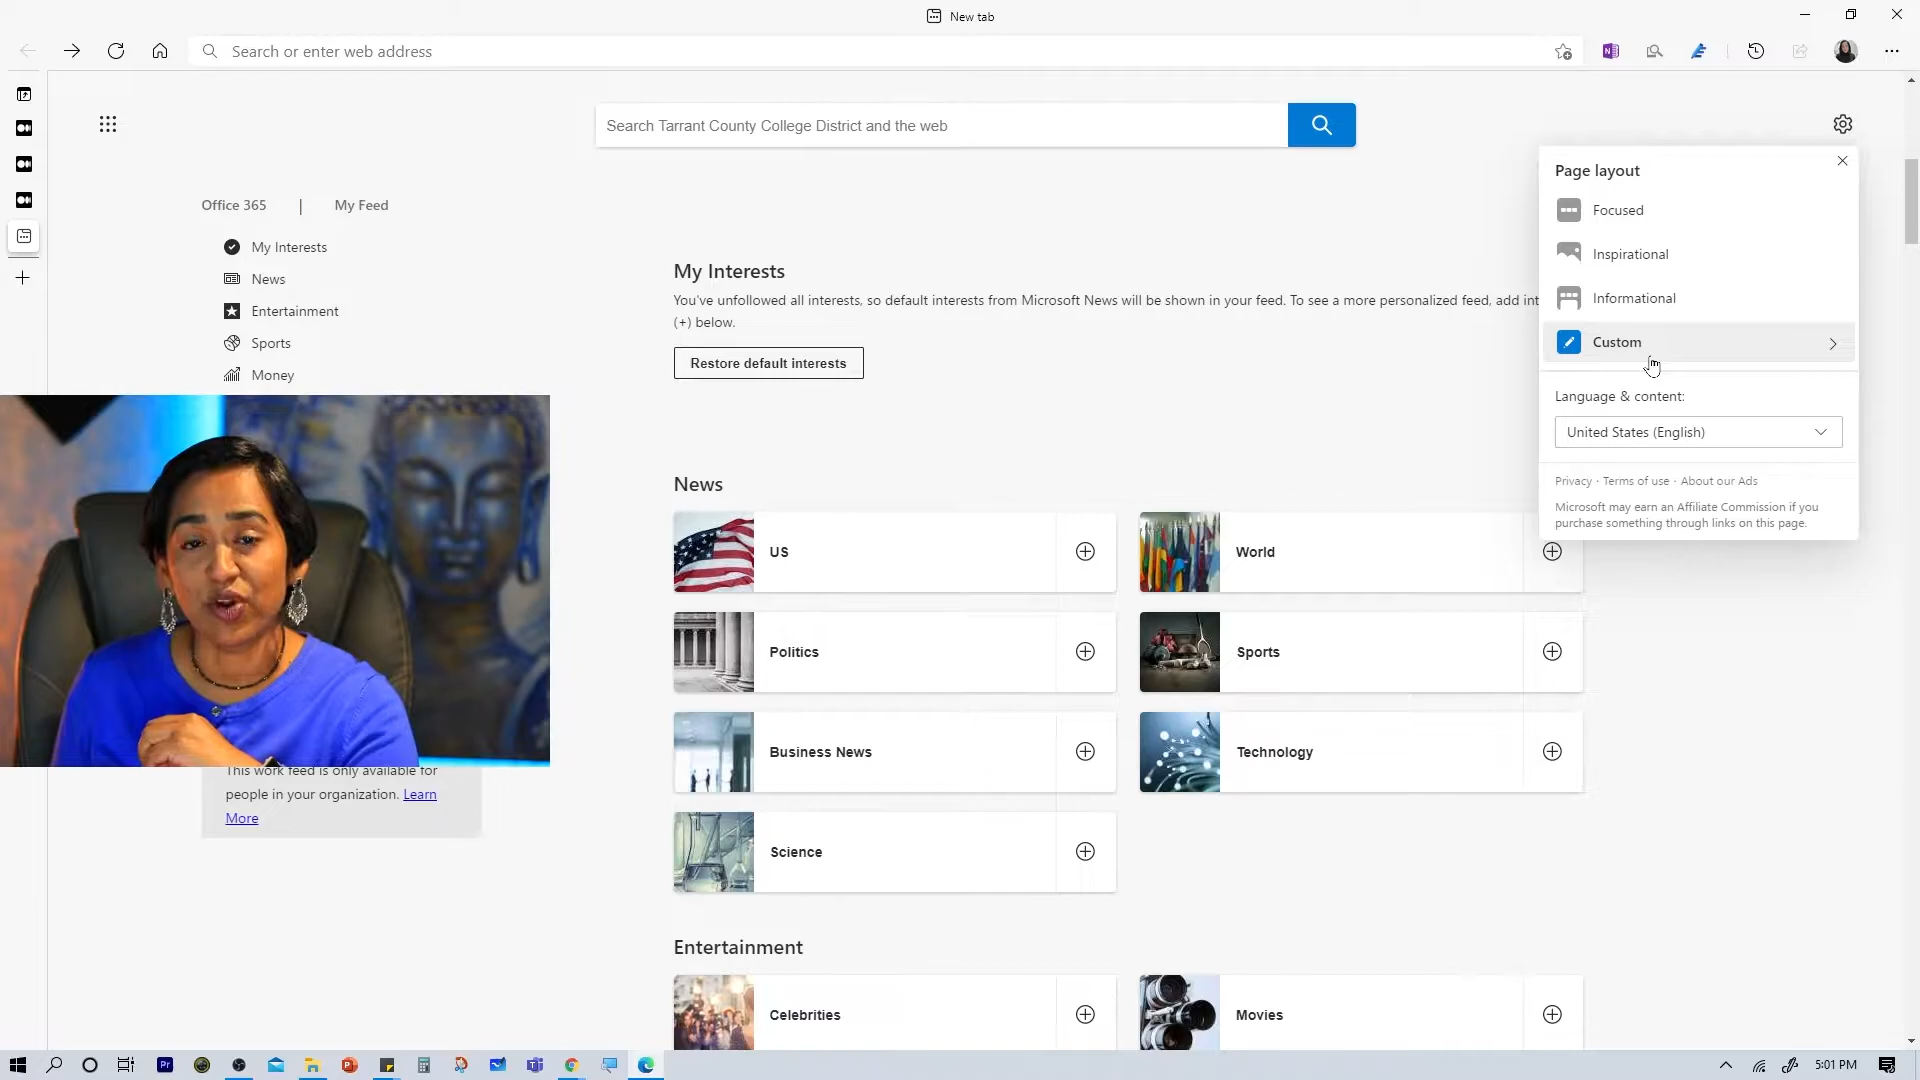 New tab
Search or enter web address
Search Tarrant County College District and the web
Office 365 | My Feed
My Interests
News
Entertainment
Sports
Money
This work feed is only available for
people in your organization. Learn
More
My Interests
You've unfollowed all interests, so default interests from Microsoft News will be shown in your feed. To see a more personalized feed, add
(+) below.
Restore default interests
News
US
World
Politics
Sports
Business News
Technology
Science
Entertainment
Celebrities
Movies
Page layout
Focused
Inspirational
Informational
Custom
Language & content:
United States (English)
Privacy · Terms of use · About our Ads
Microsoft may earn an Affiliate Commission if you
purchase something through links on this page.
Pr
5:01 PM